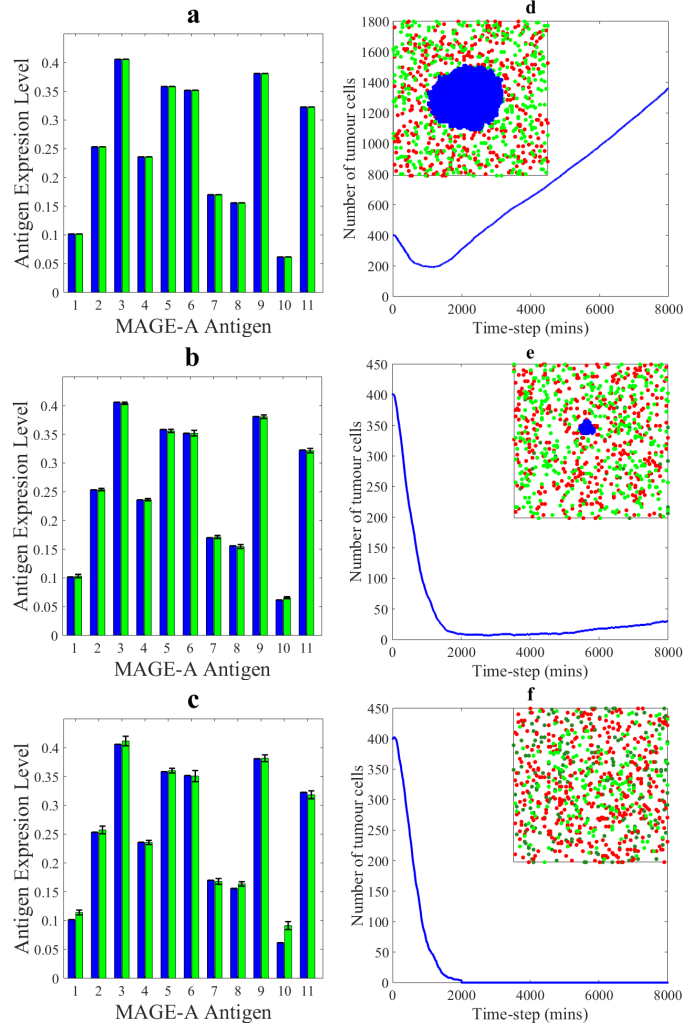 a
Antigen Expression Level
0.4
0.35
0.3
0.25
0.2
0.15
0.1
0.05
0
1 2 3 4 5 6 7 8 9 10 11
MAGE-A Antigen
d
Number of tumour cells
1800
1600
1400
1200
1000
800
600
400
200
0
0 2000 4000 6000 8000
Time-step (mins)
b
Antigen Expresion Level
0.4
0.35
0.3
0.25
0.2
0.15
0.1
0.05
0
1 2 3 4 5 6 7 8 9 10 11
MAGE-A Antigen
e
Number of tumour cells
450
400
350
300
250
200
150
100
50
0
0 2000 4000 6000 8000
Time-step (mins)
c
Antigen Expression Level
0.4
0.35
0.3
0.25
0.2
0.15
0.1
0.05
0
1 2 3 4 5 6 7 8 9 10 11
MAGE-A Antigen
f
Number of tumour cells
450
400
350
300
250
200
150
100
50
0
0 2000 4000 6000 8000
Time-step (mins)